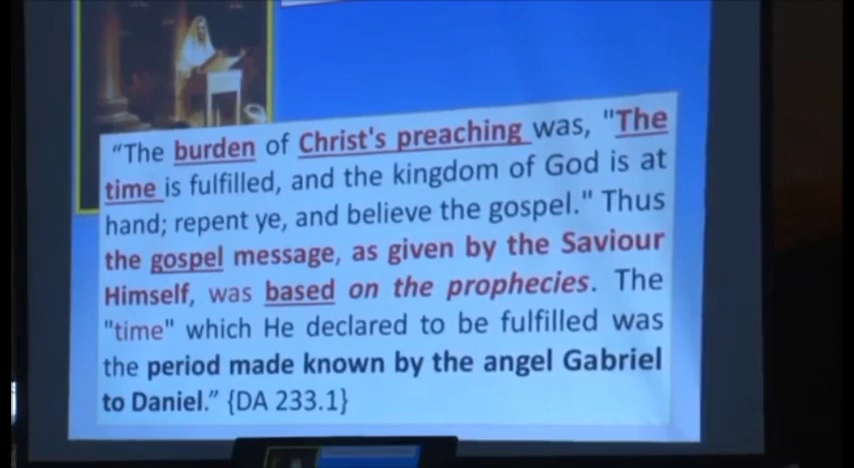 “The burden of Christ's preaching was, "The
time is fulfilled, and the kingdom of God is at
hand; repent ye, and believe the gospel." Thus
the gospel message, as given by the Saviour
Himself, was based on the prophecies. The
"time" which He declared to be fulfilled was
the period made known by the angel Gabriel
to Daniel.” {DA 233.1}